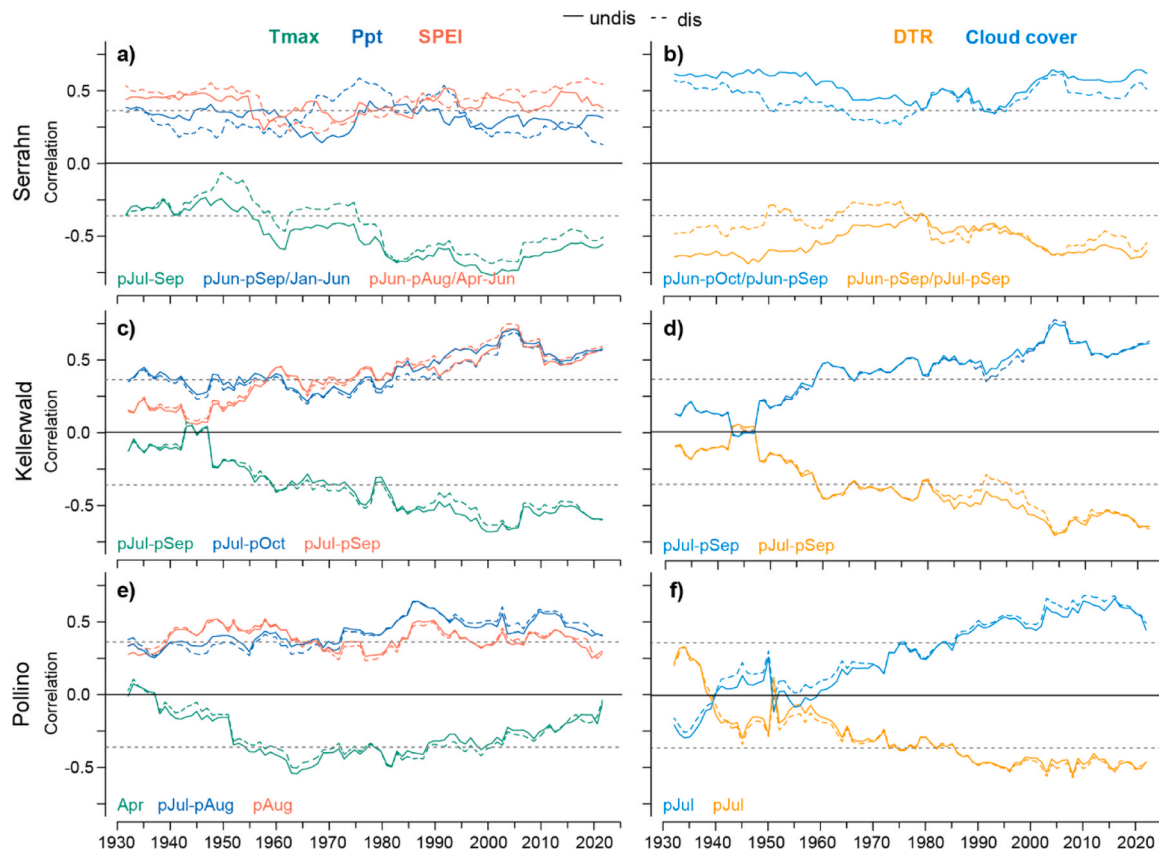 undis dis
Tmax Ppt SPEI DTR Cloud cover
a) b)
Serrahn
Correlation
0.5
0.0
-0.5
pJul-Sep pJun-pSep/Jan-Jun pJun-pAug/Apr-Jun
pJun-pOct/pJun-pSep pJun-pSep/pJul-pSep
c) d)
Kellerwald
Correlation
0.5
0.0
-0.5
pJul-pSep pJul-pOct pJul-pSep
pJul-pSep pJul-pSep
e) f)
Pollino
Correlation
0.5
0.0
-0.5
Apr pJul-pAug pAug
pJul pJul
1930 1940 1950 1960 1970 1980 1990 2000 2010 2020
1930 1940 1950 1960 1970 1980 1990 2000 2010 2020